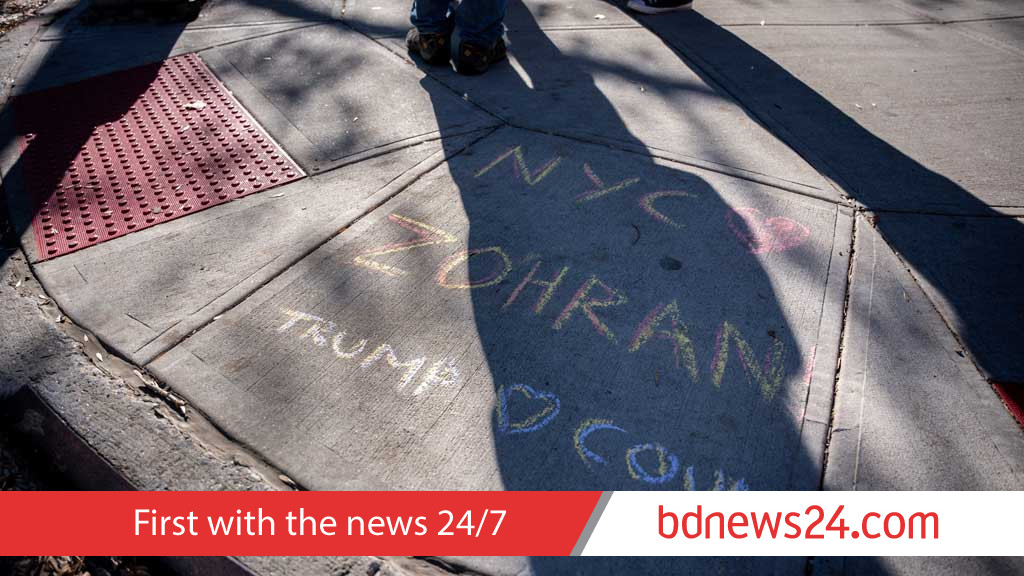 NYC
ZOHRAN
TRUMP
First with the news 24/7
bdnews24.com